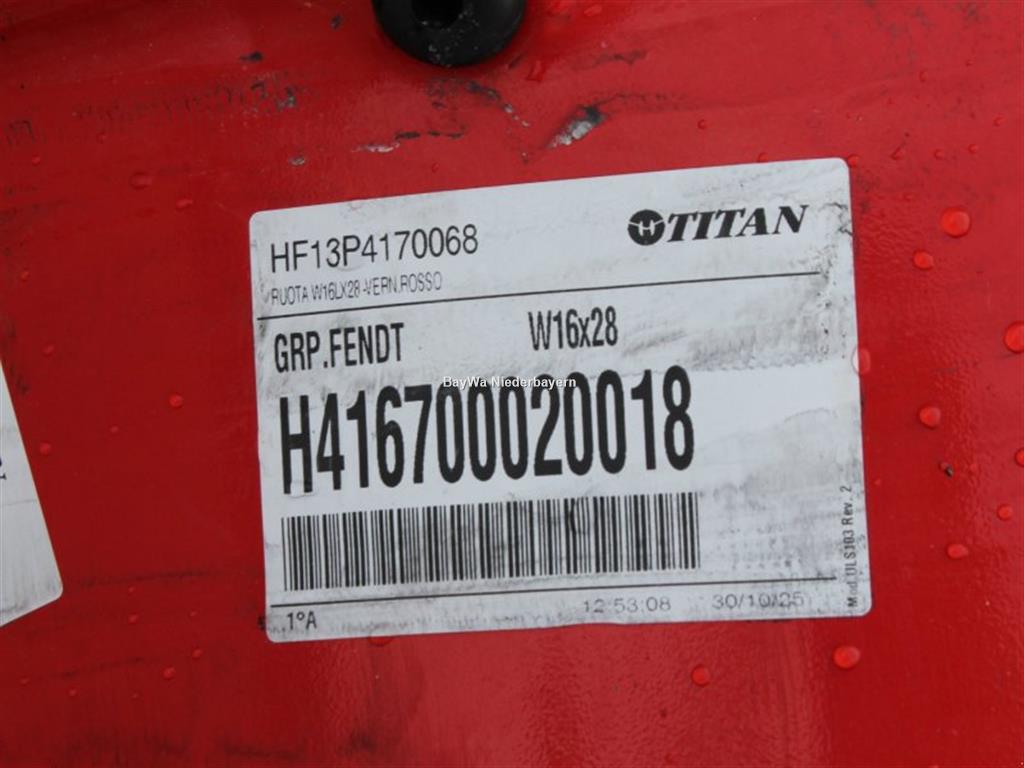 TITAN
HF13P4170068
RUOTA W16LX28-VERN.ROSSO
GRP.FENDT W16x28
BayWa Niederbayern
H416700020018
1°A 12:53:08 30/10/25
Mod.ULS103 Rev. 2